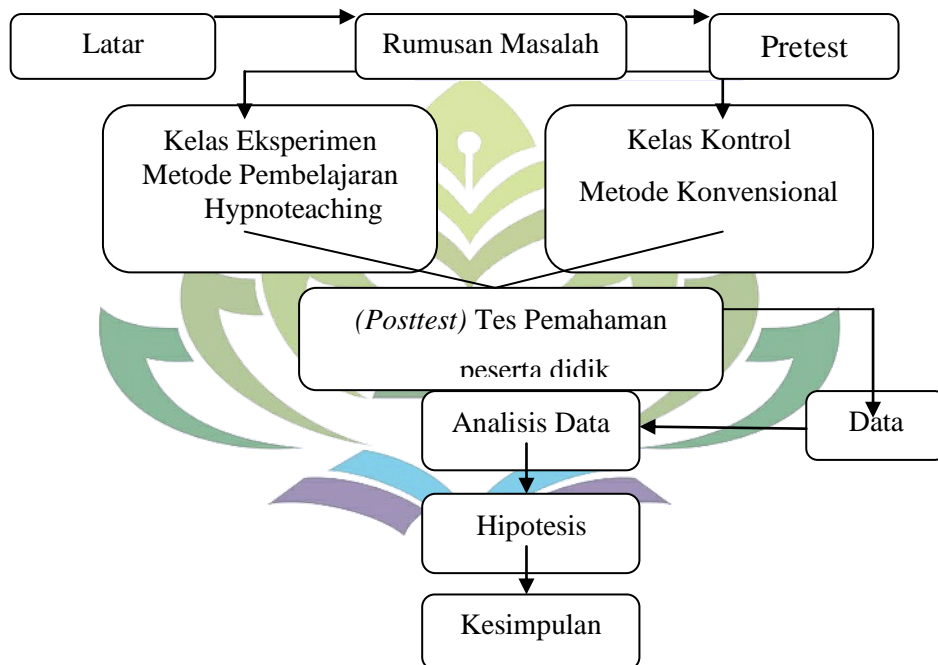 Latar
Rumusan Masalah
Pretest
Kelas Eksperimen
Metode Pembelajaran
Hypnoteaching
Kelas Kontrol
Metode Konvensional
(Posttest) Tes Pemahaman
peserta didik
Analisis Data
Data
Hipotesis
Kesimpulan